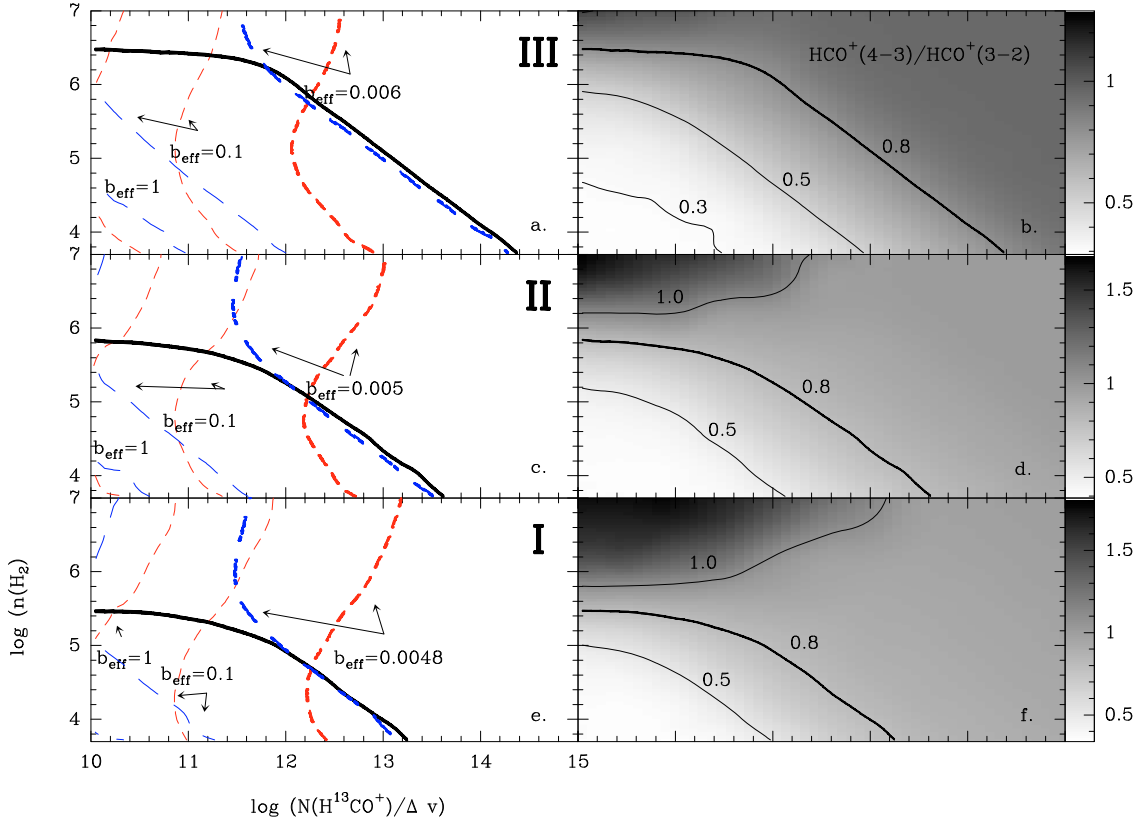 7
III
HCO⁺(4−3)/HCO⁺(3−2)
1
6
b_eff=0.006
0.8
b_eff=0.1
5
0.5
b_eff=1
0.3
0.5
4
a.
b.
7
II
1.5
1.0
6
b_eff=0.005
0.8
1
5
b_eff=0.1
0.5
b_eff=1
4
c.
d.
0.5
7
I
1.5
6
1.0
log (n(H₂)
5
b_eff=1
b_eff=0.0048
0.8
1
b_eff=0.1
0.5
4
e.
f.
0.5
10 11 12 13 14 15
log (N(H¹³CO⁺)/Δ v)